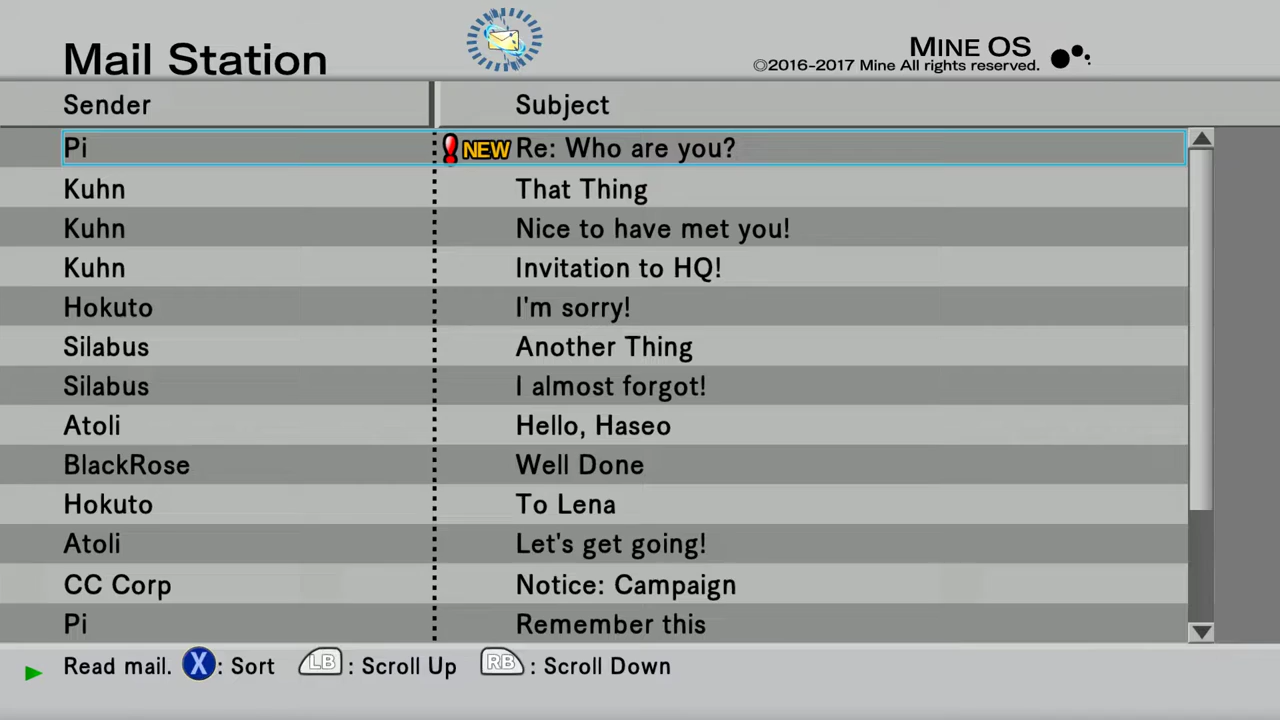 Mail Station
MINE OS
©2016-2017 Mine All rights reserved.
Sender Subject
Pi NEW Re: Who are you?
Kuhn That Thing
Kuhn Nice to have met you!
Kuhn Invitation to HQ!
Hokuto I'm sorry!
Silabus Another Thing
Silabus I almost forgot!
Atoli Hello, Haseo
BlackRose Well Done
Hokuto To Lena
Atoli Let's get going!
CC Corp Notice: Campaign
Pi Remember this
Read mail. X: Sort LB : Scroll Up RB : Scroll Down